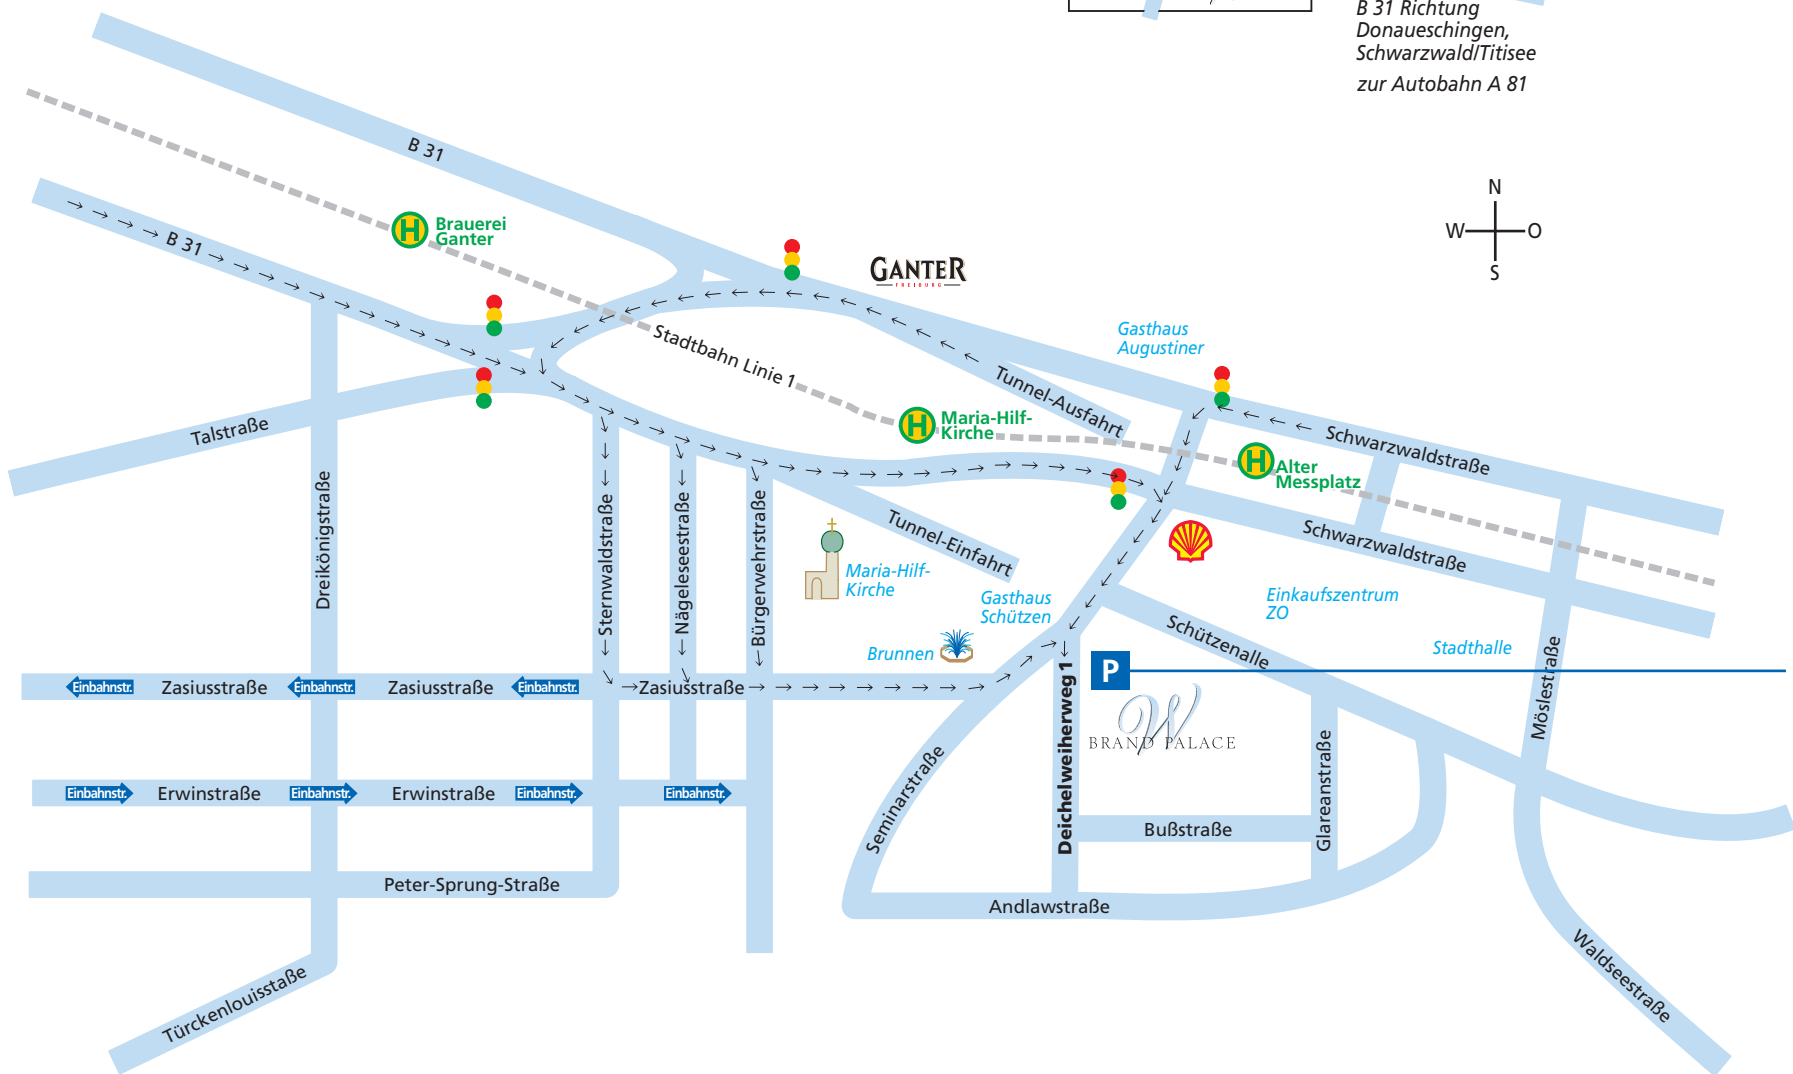 B 31 Richtung
Donaueschingen,
Schwarzwald/Titisee
zur Autobahn A 81
B 31
N
W
O
S
B 31
Brauerei
Ganter
GANTER
FREIBURG
Gasthaus
Augustiner
Stadtbahn Linie 1
Tunnel-Ausfahrt
Maria-Hilf-
Kirche
Schwarzwaldstraße
Alter
Messplatz
Talstraße
Dreikönigstraße
Sternwaldstraße
Nägeleseestraße
Bürgerwehrstraße
Tunnel-Einfahrt
Schwarzwaldstraße
Maria-Hilf-
Kirche
Gasthaus
Schützen
Einkaufszentrum
ZO
Brunnen
Schützenalle
Stadthalle
Möslestraße
P
Einbahnstr.
Zasiusstraße
Einbahnstr.
Zasiusstraße
Einbahnstr.
Zasiusstraße
Deichelweiherweg 1
W
BRAND PALACE
Einbahnstr.
Erwinstraße
Einbahnstr.
Erwinstraße
Einbahnstr.
Einbahnstr.
Seminarstraße
Bußstraße
Glareanstraße
Peter-Sprung-Straße
Andlawstraße
Türckenlouisstaße
Waldseestraße
H
H
H